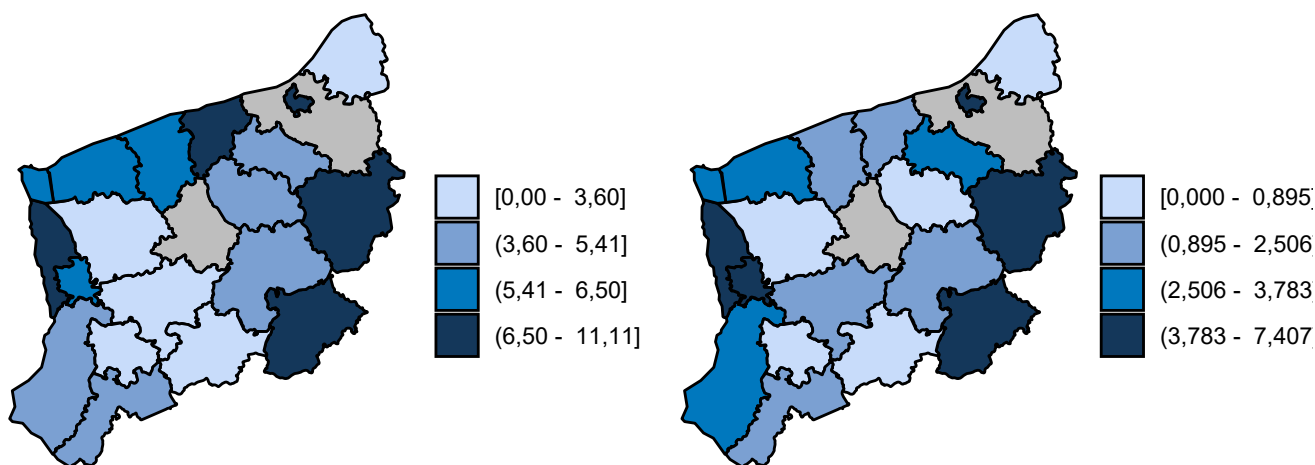 [0,00 - 3,60]
(3,60 - 5,41]
(5,41 - 6,50]
(6,50 - 11,11]
[0,000 - 0,895]
(0,895 - 2,506]
(2,506 - 3,783]
(3,783 - 7,407]